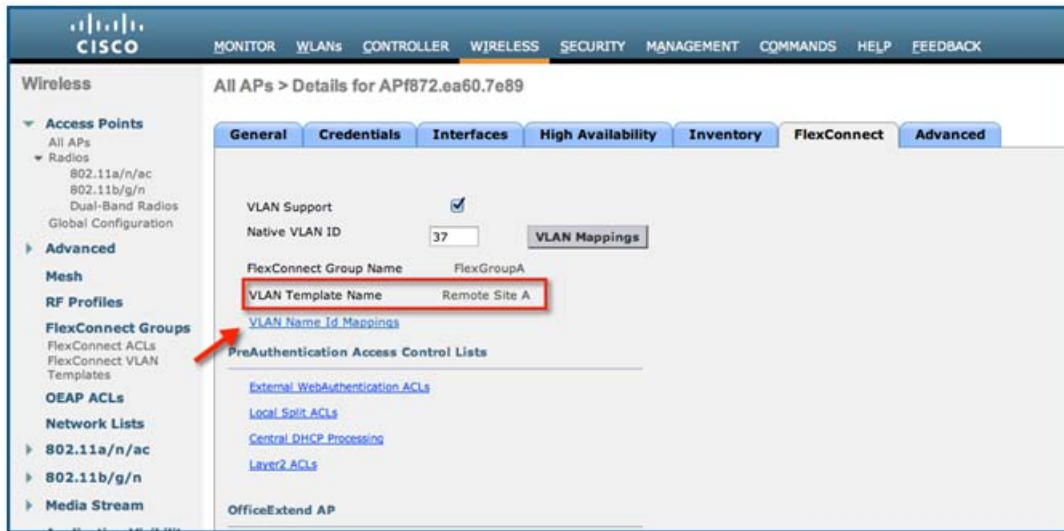 CISCO
MONITOR WLANs CONTROLLER WIRELESS SECURITY MANAGEMENT COMMANDS HELP FEEDBACK
Wireless
Access Points
All APs
Radios
802.11a/n/ac
802.11b/g/n
Dual-Band Radios
Global Configuration
Advanced
Mesh
RF Profiles
FlexConnect Groups
FlexConnect ACLs
FlexConnect VLAN
Templates
OEAP ACLs
Network Lists
802.11a/n/ac
802.11b/g/n
Media Stream
All APs > Details for APf872.ea60.7e89
General Credentials Interfaces High Availability Inventory FlexConnect Advanced
VLAN Support
Native VLAN ID 37 VLAN Mappings
FlexConnect Group Name FlexGroupA
VLAN Template Name Remote Site A
VLAN Name Id Mappings
PreAuthentication Access Control Lists
External WebAuthentication ACLs
Local Split ACLs
Central DHCP Processing
Layer2 ACLs
OfficeExtend AP